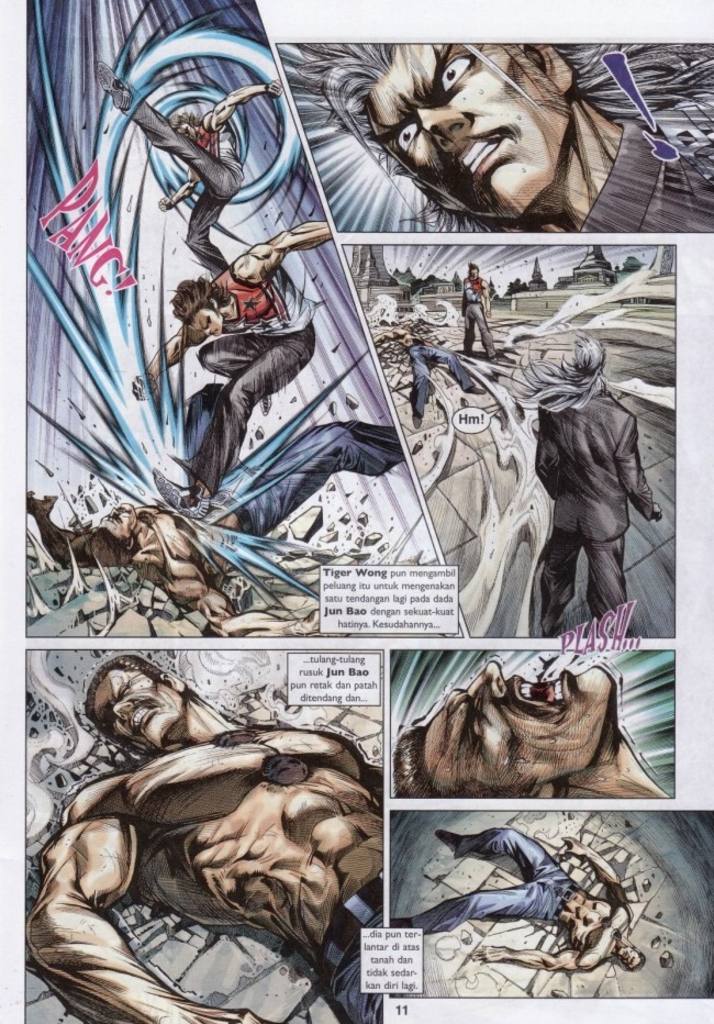 PANG!
!
Hm!
Tiger Wong pun mengambil
peluang itu untuk mengenakan
satu tendangan lagi pada dada
Jun Bao dengan sekuat-kuat
hatinya. Kesudahannya...
...tulang-tulang
rusuk Jun Bao
pun retak dan patah
ditendang dan...
PLASH...
...dia pun ter-
lantar di atas
tanah dan
tidak sedar-
kan diri lagi.
11